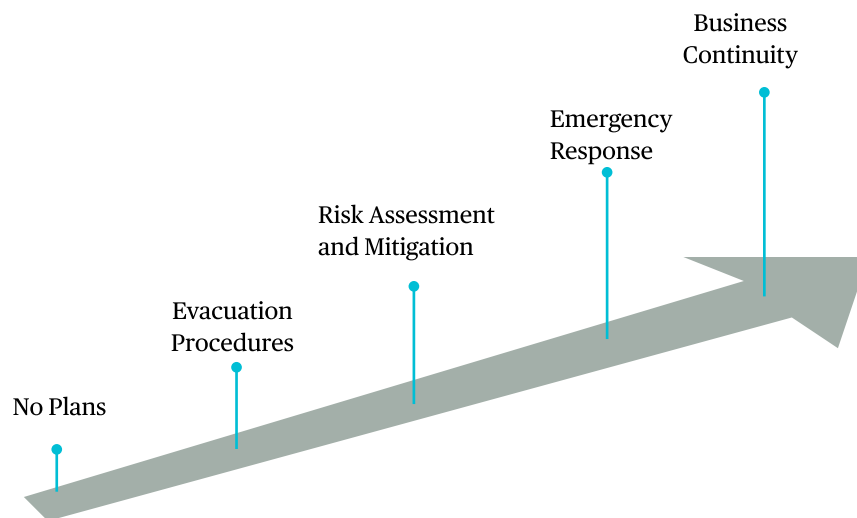 Business
Continuity
Emergency
Response
Risk Assessment
and Mitigation
Evacuation
Procedures
No Plans